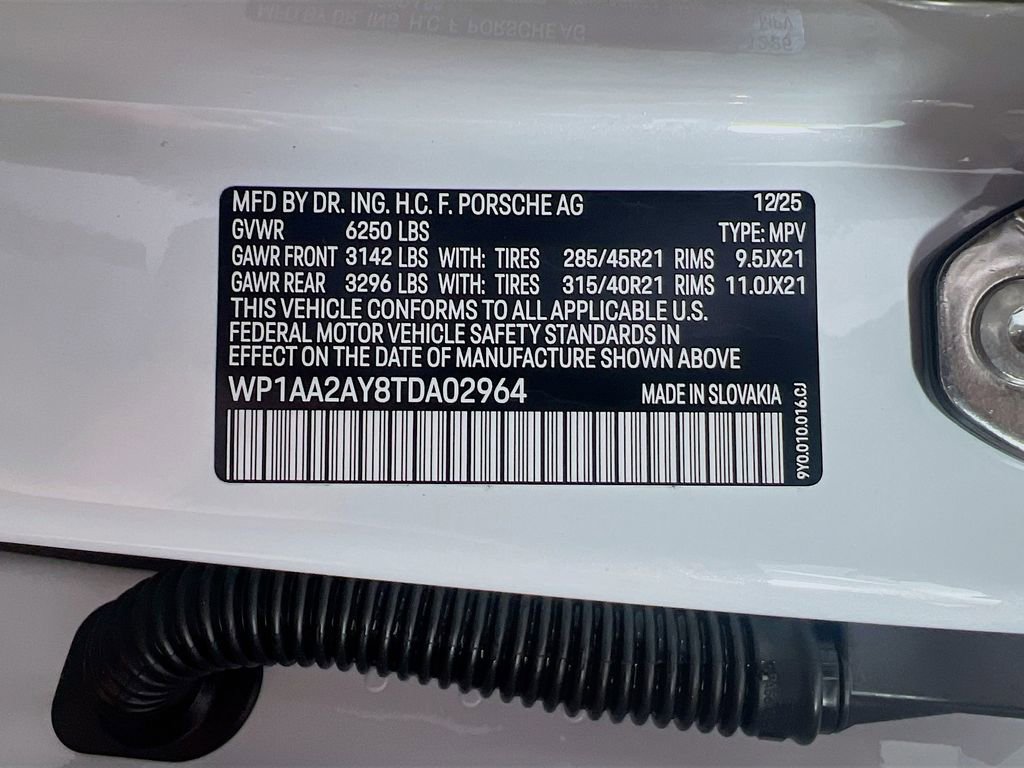 MFD BY DR. ING. H.C. F. PORSCHE AG 12/25
GVWR 6250 LBS TYPE: MPV
GAWR FRONT 3142 LBS WITH: TIRES 285/45R21 RIMS 9.5JX21
GAWR REAR 3296 LBS WITH: TIRES 315/40R21 RIMS 11.0JX21
THIS VEHICLE CONFORMS TO ALL APPLICABLE U.S.
FEDERAL MOTOR VEHICLE SAFETY STANDARDS IN
EFFECT ON THE DATE OF MANUFACTURE SHOWN ABOVE
WP1AA2AY8TDA02964 MADE IN SLOVAKIA
9Y0.010.016.CJ